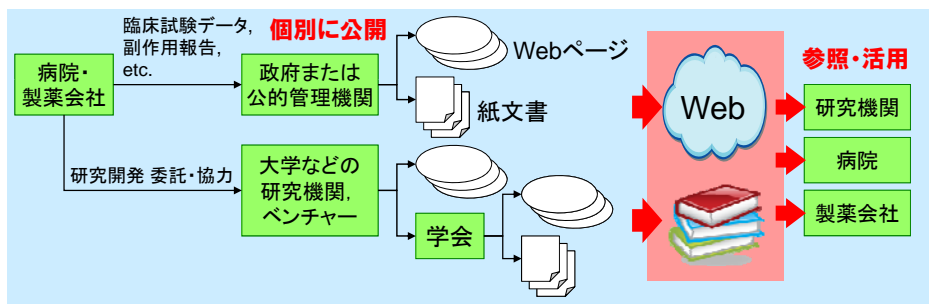 臨床試験データ,
副作用報告,
etc.
個別に公開
Webページ
病院・
製薬会社
政府または
公的管理機関
紙文書
参照・活用
Web
研究機関
病院
製薬会社
研究開発 委託・協力
大学などの
研究機関,
ベンチャー
学会